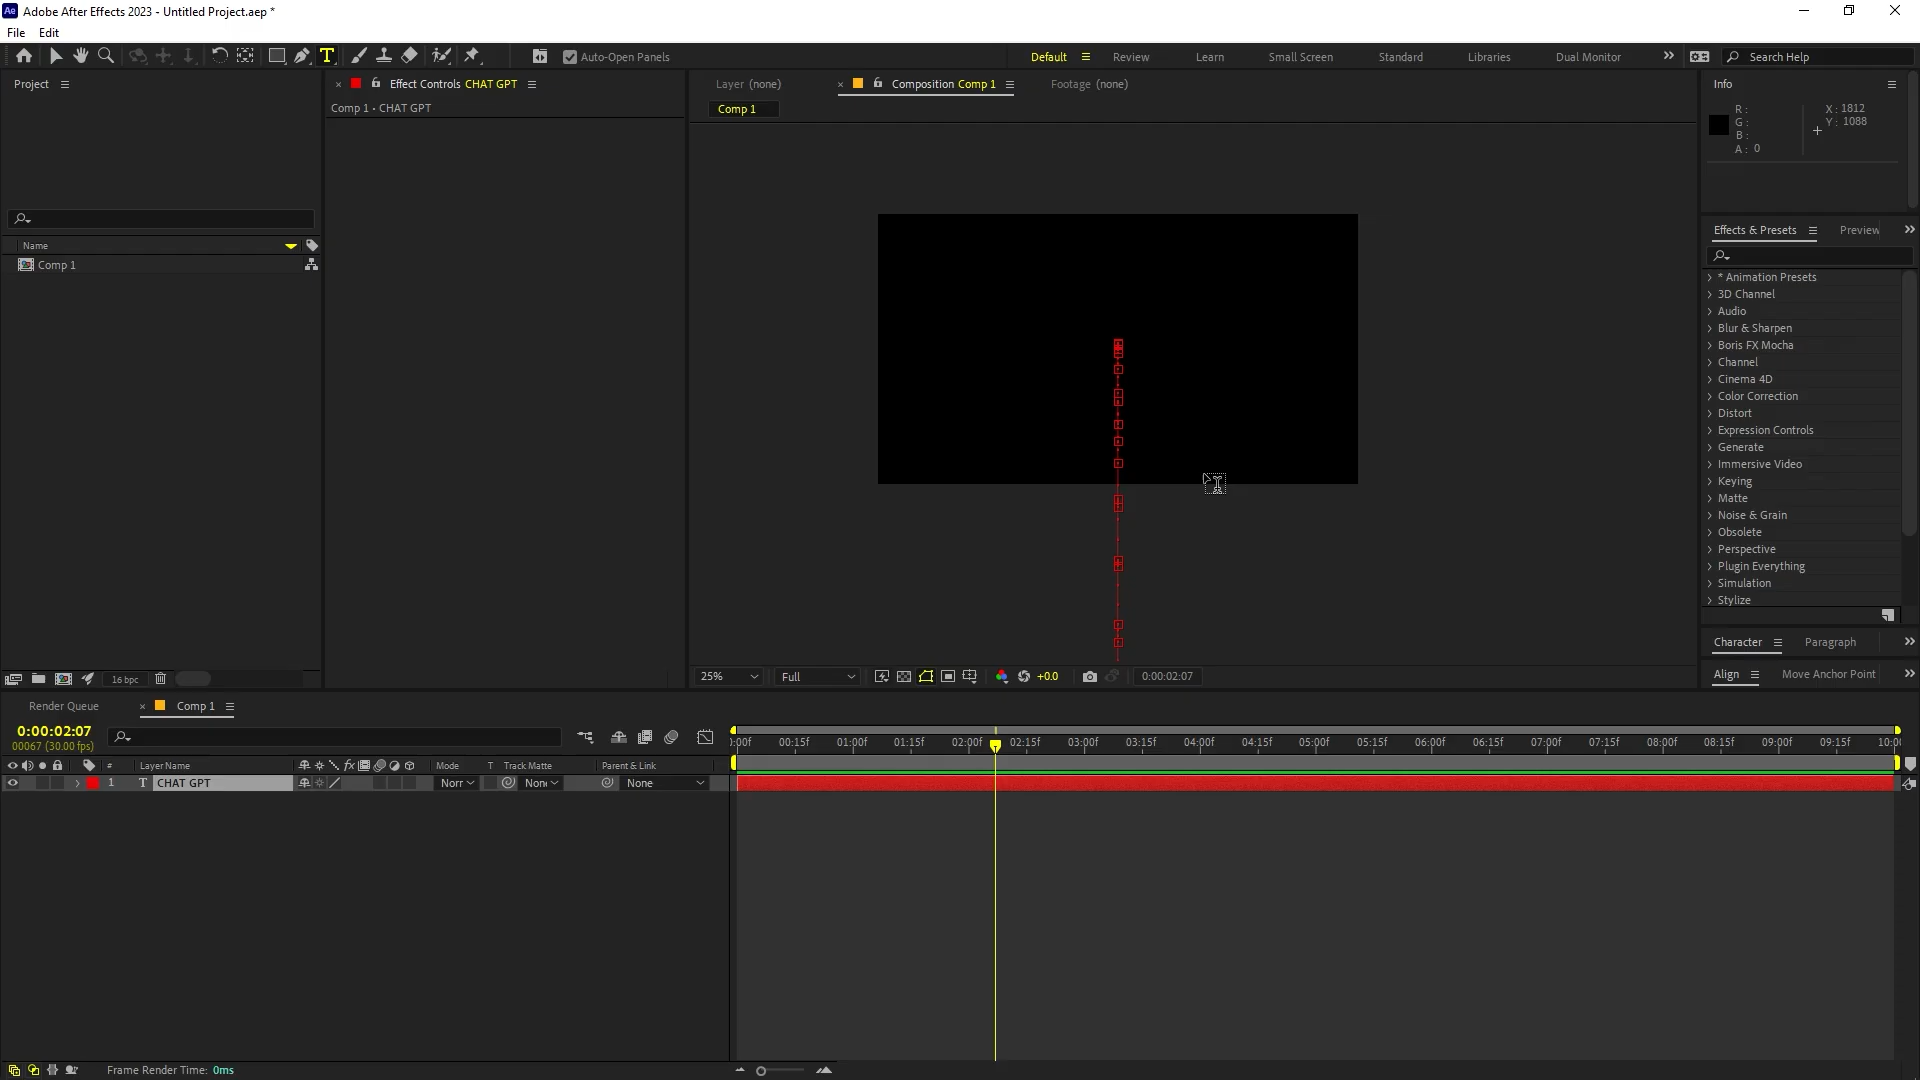 Ae Adobe After Effects 2023 - Untitled Project.aep *
File Edit
T Auto-Open Panels Default Review Learn Small Screen Standard Libraries Dual Monitor Search Help
Project
Effect Controls CHAT GPT
Comp 1 • CHAT GPT
Layer (none) Composition Comp 1 Footage (none)
Comp 1
Info
R : X : 1812
G : Y : 1088
B :
A : 0
Effects & Presets Preview
Name
Comp 1
* Animation Presets
3D Channel
Audio
Blur & Sharpen
Boris FX Mocha
Channel
Cinema 4D
Color Correction
Distort
Expression Controls
Generate
Immersive Video
Keying
Matte
Noise & Grain
Obsolete
Perspective
Plugin Everything
Simulation
Stylize
Character Paragraph
Align Move Anchor Point
16 bpc
25% Full +0.0 0:00:02:07
Render Queue Comp 1
0:00:02:07
00067 (30.00 fps)
):00f 00:15f 01:00f 01:15f 02:00f 02:15f 03:00f 03:15f 04:00f 04:15f 05:00f 05:15f 06:00f 06:15f 07:00f 07:15f 08:00f 08:15f 09:00f 09:15f 10:0(
# Layer Name fx Mode T Track Matte Parent & Link
1 T CHAT GPT Norr Non None
Frame Render Time: 0ms